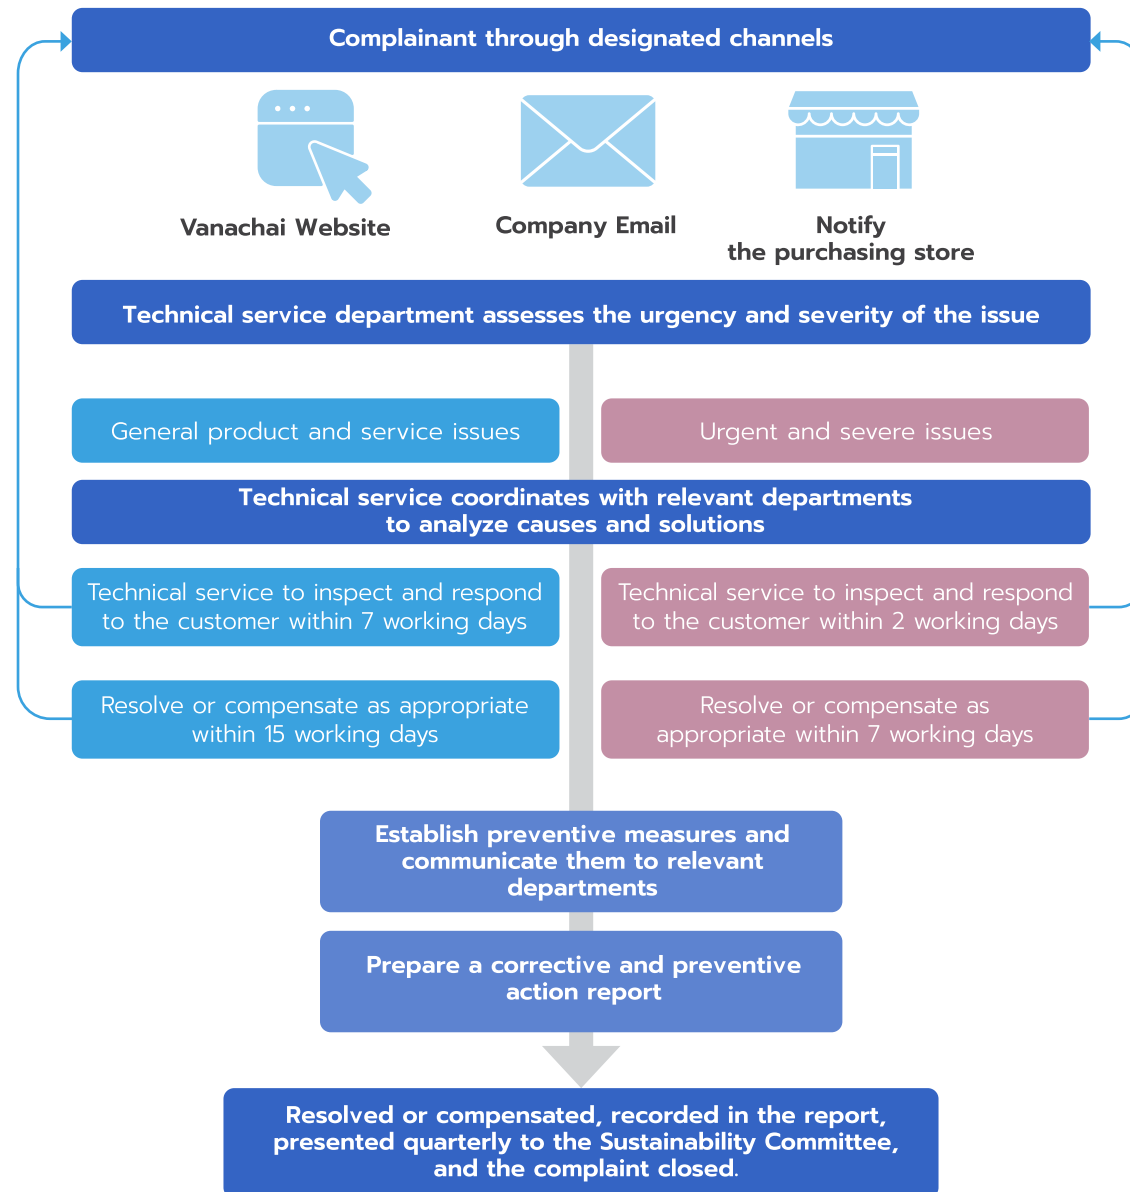 Complainant through designated channels
Vanachai Website
Company Email
Notify
the purchasing store
Technical service department assesses the urgency and severity of the issue
General product and service issues
Urgent and severe issues
Technical service coordinates with relevant departments
to analyze causes and solutions
Technical service to inspect and respond
to the customer within 7 working days
Technical service to inspect and respond
to the customer within 2 working days
Resolve or compensate as appropriate
within 15 working days
Resolve or compensate as
appropriate within 7 working days
Establish preventive measures and
communicate them to relevant
departments
Prepare a corrective and preventive
action report
Resolved or compensated, recorded in the report,
presented quarterly to the Sustainability Committee,
and the complaint closed.